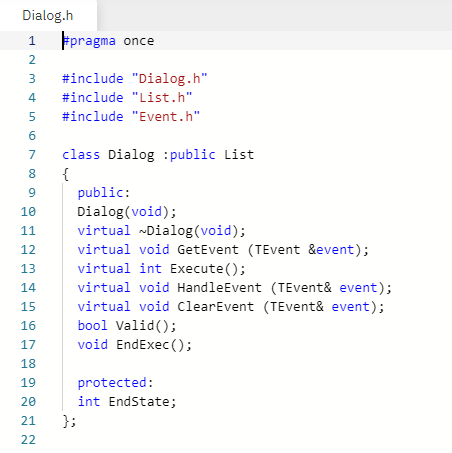 Dialog.h
1 #pragma once
2
3 #include "Dialog.h"
4 #include "List.h"
5 #include "Event.h"
6
7 class Dialog :public List
8 {
9 public:
10 Dialog(void);
11 virtual ~Dialog(void);
12 virtual void GetEvent (TEvent &event);
13 virtual int Execute();
14 virtual void HandleEvent (TEvent& event);
15 virtual void ClearEvent (TEvent& event);
16 bool Valid();
17 void EndExec();
18
19 protected:
20 int EndState;
21 };
22